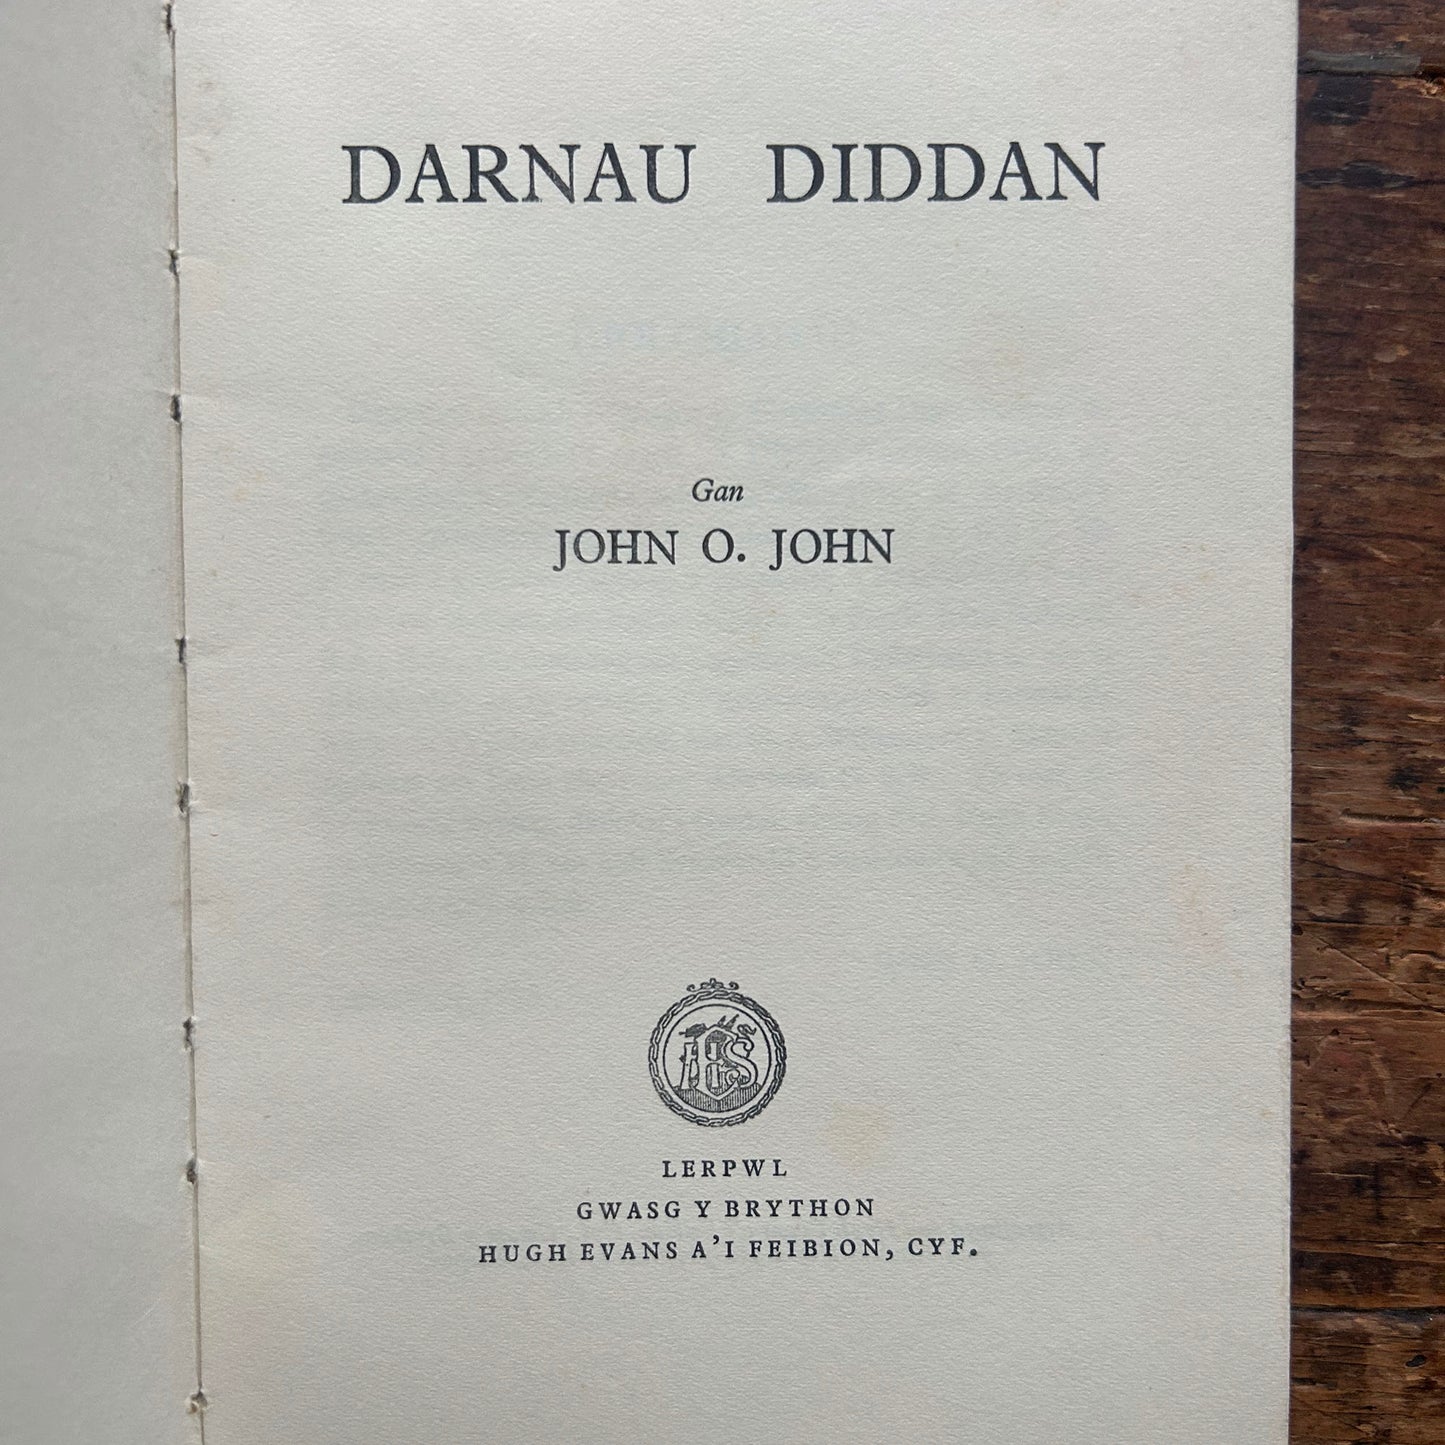 DARNAU DIDDAN
Gan
JOHN O. JOHN
LERPWL
GWASG Y BRYTHON
HUGH EVANS A'I FEIBION, CYF.